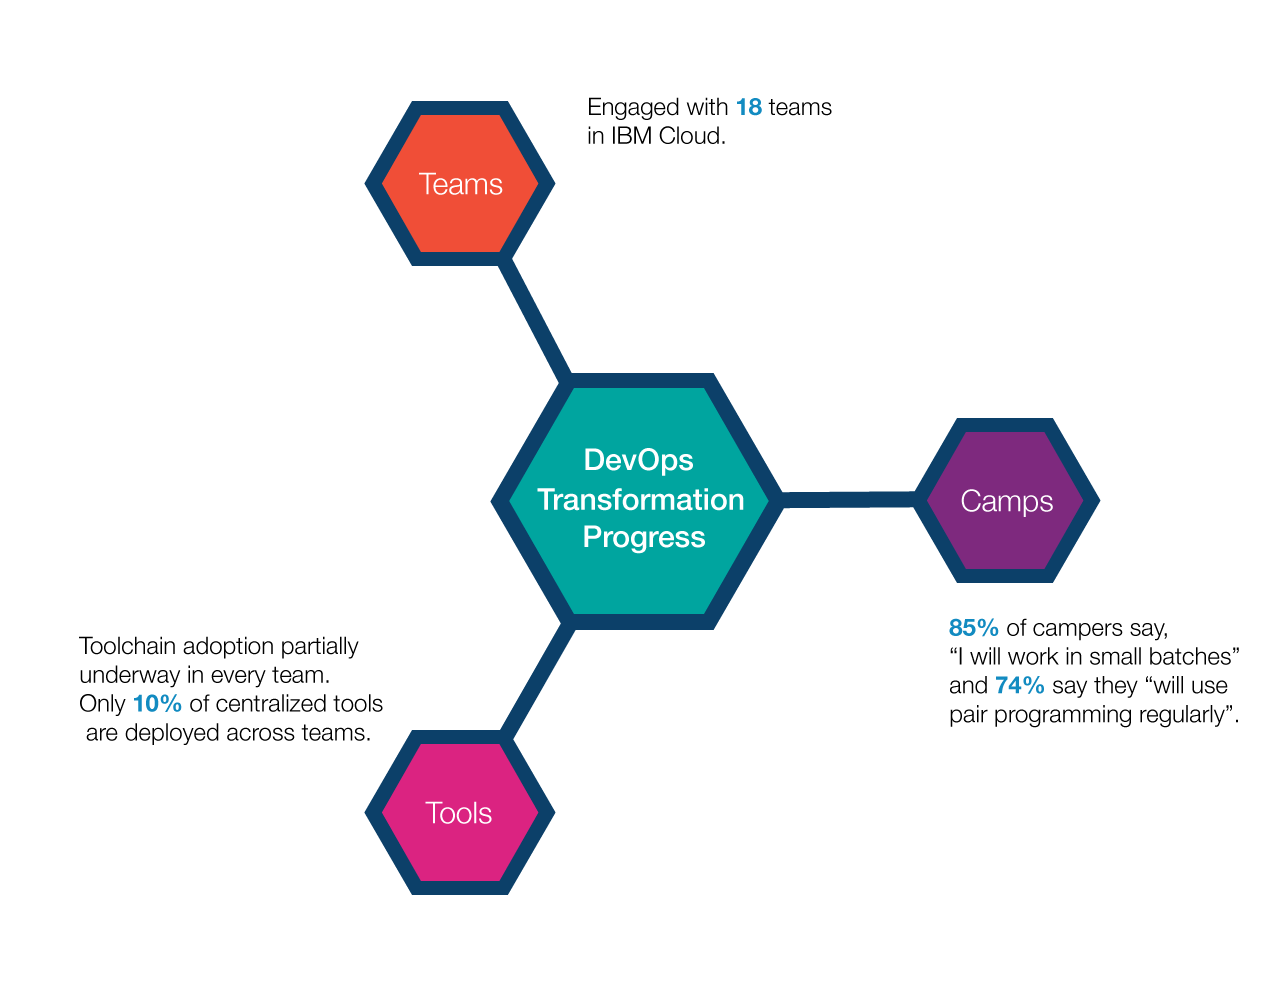 Engaged with 18 teams
in IBM Cloud.
Teams
DevOps
Transformation
Progress
Camps
85% of campers say,
“I will work in small batches”
and 74% say they “will use
pair programming regularly”.
Toolchain adoption partially
underway in every team.
Only 10% of centralized tools
are deployed across teams.
Tools